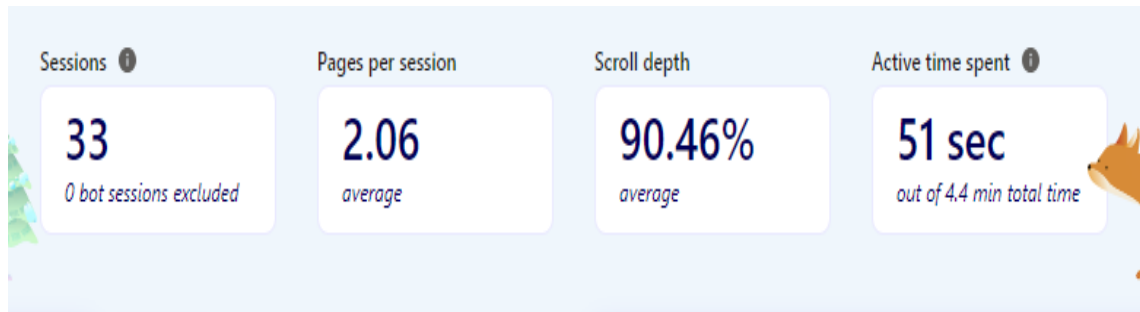 Sessions
33
0 bot sessions excluded
Pages per session
2.06
average
Scroll depth
90.46%
average
Active time spent
51 sec
out of 4.4 min total time